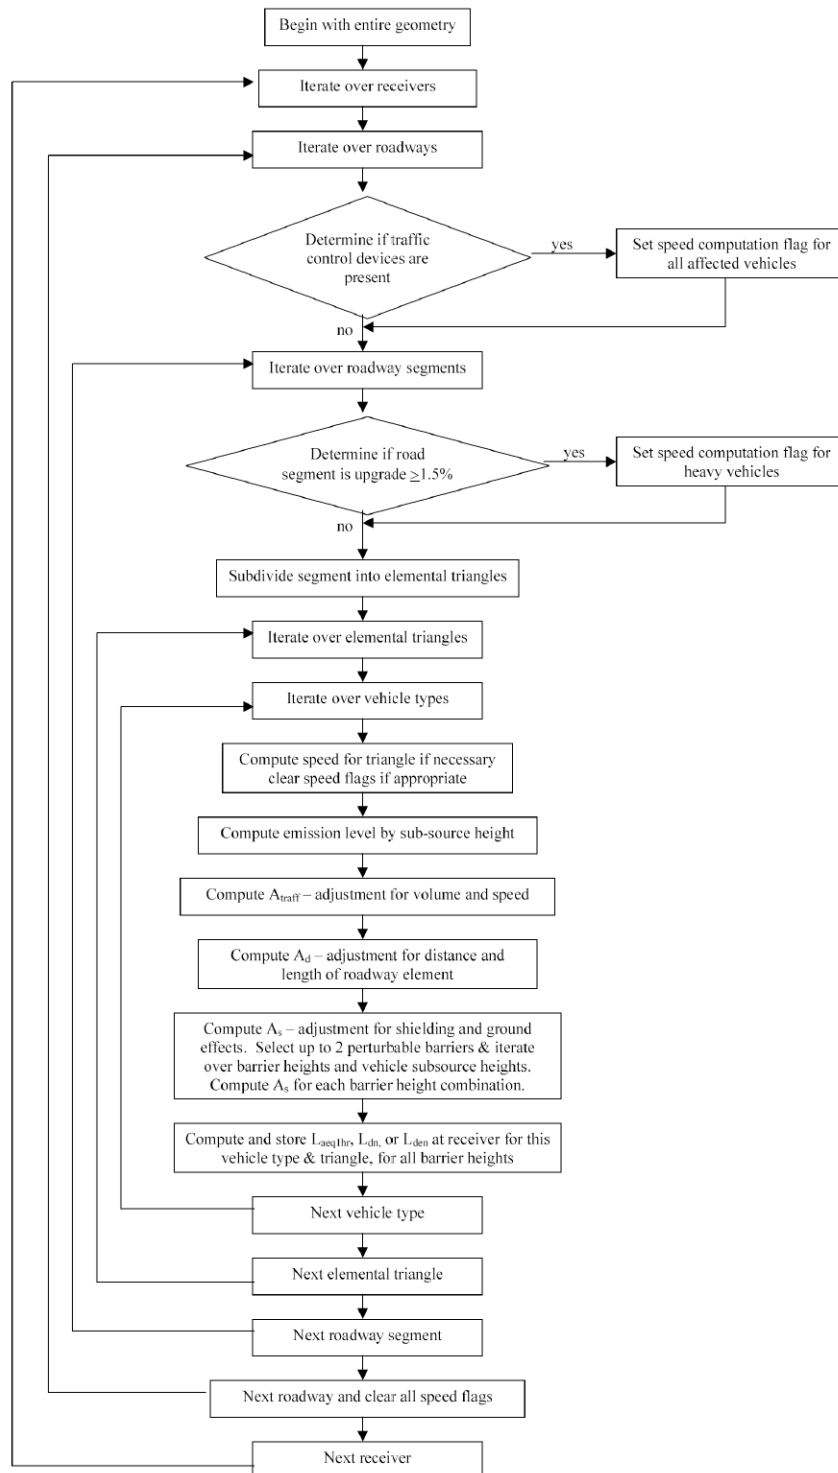 Begin with entire geometry
Iterate over receivers
Iterate over roadways
Determine if traffic
control devices are
present
yes
Set speed computation flag for
all affected vehicles
no
Iterate over roadway segments
Determine if road
segment is upgrade ≥1.5%
yes
Set speed computation flag for
heavy vehicles
no
Subdivide segment into elemental triangles
Iterate over elemental triangles
Iterate over vehicle types
Compute speed for triangle if necessary
clear speed flags if appropriate
Compute emission level by sub-source height
Compute Atraff – adjustment for volume and speed
Compute Ad – adjustment for distance and
length of roadway element
Compute As – adjustment for shielding and ground
effects. Select up to 2 perturbable barriers & iterate
over barrier heights and vehicle subsource heights.
Compute As for each barrier height combination.
Compute and store Laeq1hr, Ldn, or Lden at receiver for this
vehicle type & triangle, for all barrier heights
Next vehicle type
Next elemental triangle
Next roadway segment
Next roadway and clear all speed flags
Next receiver